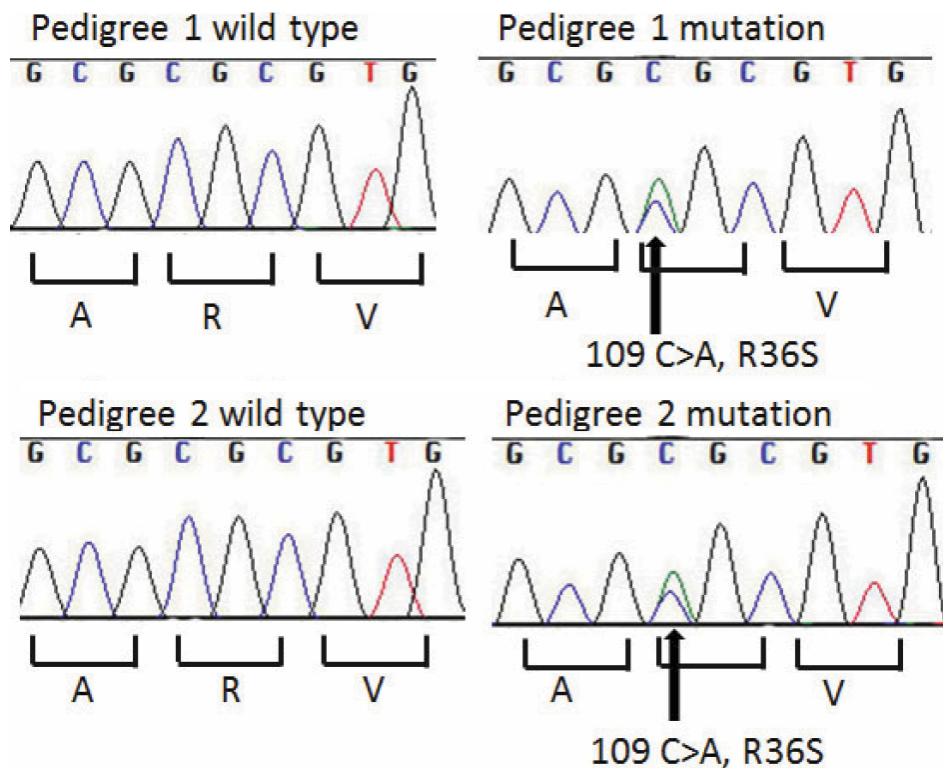 Pedigree 1 wild type
G C G C G C G T G
A R V
Pedigree 1 mutation
G C G C G C G T G
A V
109 C>A, R36S
Pedigree 2 wild type
G C G C G C G T G
A R V
Pedigree 2 mutation
G C G C G C G T G
A V
109 C>A, R36S